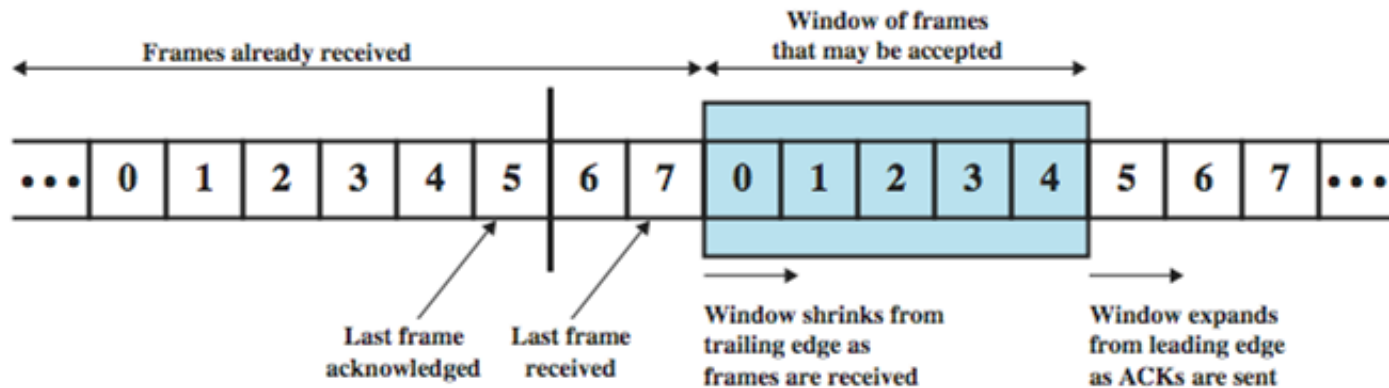 Window of frames
that may be accepted
Frames already received
••• 0 1 2 3 4 5 6 7 0 1 2 3 4 5 6 7 •••
Last frame
acknowledged
Last frame
received
Window shrinks from
trailing edge as
frames are received
Window expands
from leading edge
as ACKs are sent